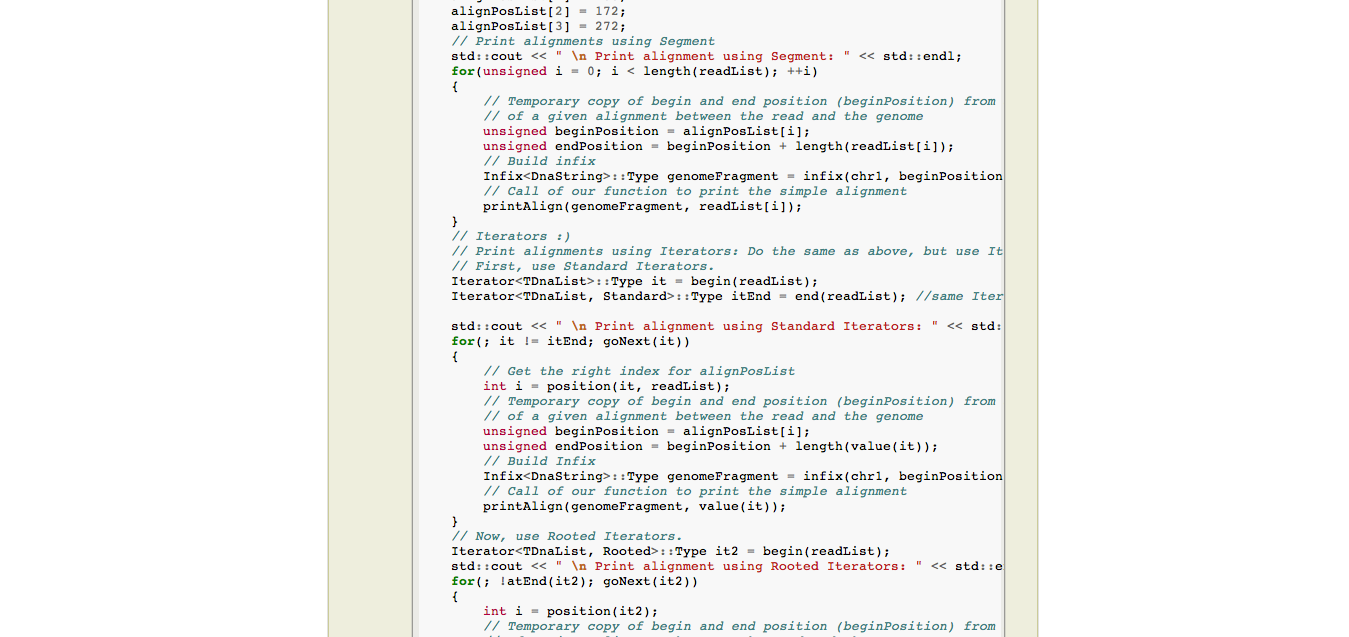 alignPosList[2] = 172;
alignPosList[3] = 272;
// Print alignments using Segment
std::cout << " \n Print alignment using Segment: " << std::endl;
for(unsigned i = 0; i < length(readList); ++i)
{
// Temporary copy of begin and end position (beginPosition) from
// of a given alignment between the read and the genome
unsigned beginPosition = alignPosList[i];
unsigned endPosition = beginPosition + length(readList[i]);
// Build infix
Infix<DnaString>::Type genomeFragment = infix(chr1, beginPosition
// Call of our function to print the simple alignment
printAlign(genomeFragment, readList[i]);
}
// Iterators :)
// Print alignments using Iterators: Do the same as above, but use It
// First, use Standard Iterators.
Iterator<TDnaList>::Type it = begin(readList);
Iterator<TDnaList, Standard>::Type itEnd = end(readList); //same Iter
std::cout << " \n Print alignment using Standard Iterators: " << std:
for(; it != itEnd; goNext(it))
{
// Get the right index for alignPosList
int i = position(it, readList);
// Temporary copy of begin and end position (beginPosition) from
// of a given alignment between the read and the genome
unsigned beginPosition = alignPosList[i];
unsigned endPosition = beginPosition + length(value(it));
// Build Infix
Infix<DnaString>::Type genomeFragment = infix(chr1, beginPosition
// Call of our function to print the simple alignment
printAlign(genomeFragment, value(it));
}
// Now, use Rooted Iterators.
Iterator<TDnaList, Rooted>::Type it2 = begin(readList);
std::cout << " \n Print alignment using Rooted Iterators: " << std::e
for(; !atEnd(it2); goNext(it2))
{
int i = position(it2);
// Temporary copy of begin and end position (beginPosition) from